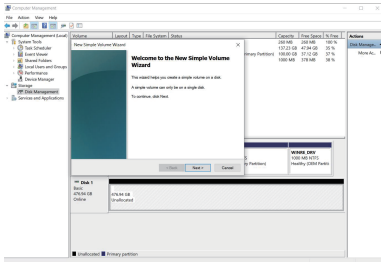 Computer Management
File Action View Help
Computer Management (Local)
System Tools
Task Scheduler
Event Viewer
Shared Folders
Local Users and Groups
Performance
Device Manager
Storage
Disk Management
Services and Applications
Volume Layout Type File System Status Capacity Free Space % Free
260 MB 260 MB 100 %
137.23 GB 47.94 GB 35 %
imary Partition) 100.00 GB 37.12 GB 37 %
1000 MB 378 MB 38 %
Actions
Disk Manage...
More Ac...
New Simple Volume Wizard
Welcome to the New Simple Volume
Wizard
This wizard helps you create a simple volume on a disk.
A simple volume can only be on a single disk.
To continue, click Next.
< Back Next > Cancel
WINRE_DRV
1000 MB NTFS
Healthy (OEM Partiti
S
y Partition)
Disk 1
Basic
476.94 GB
Online
476.94 GB
Unallocated
Unallocated Primary partition